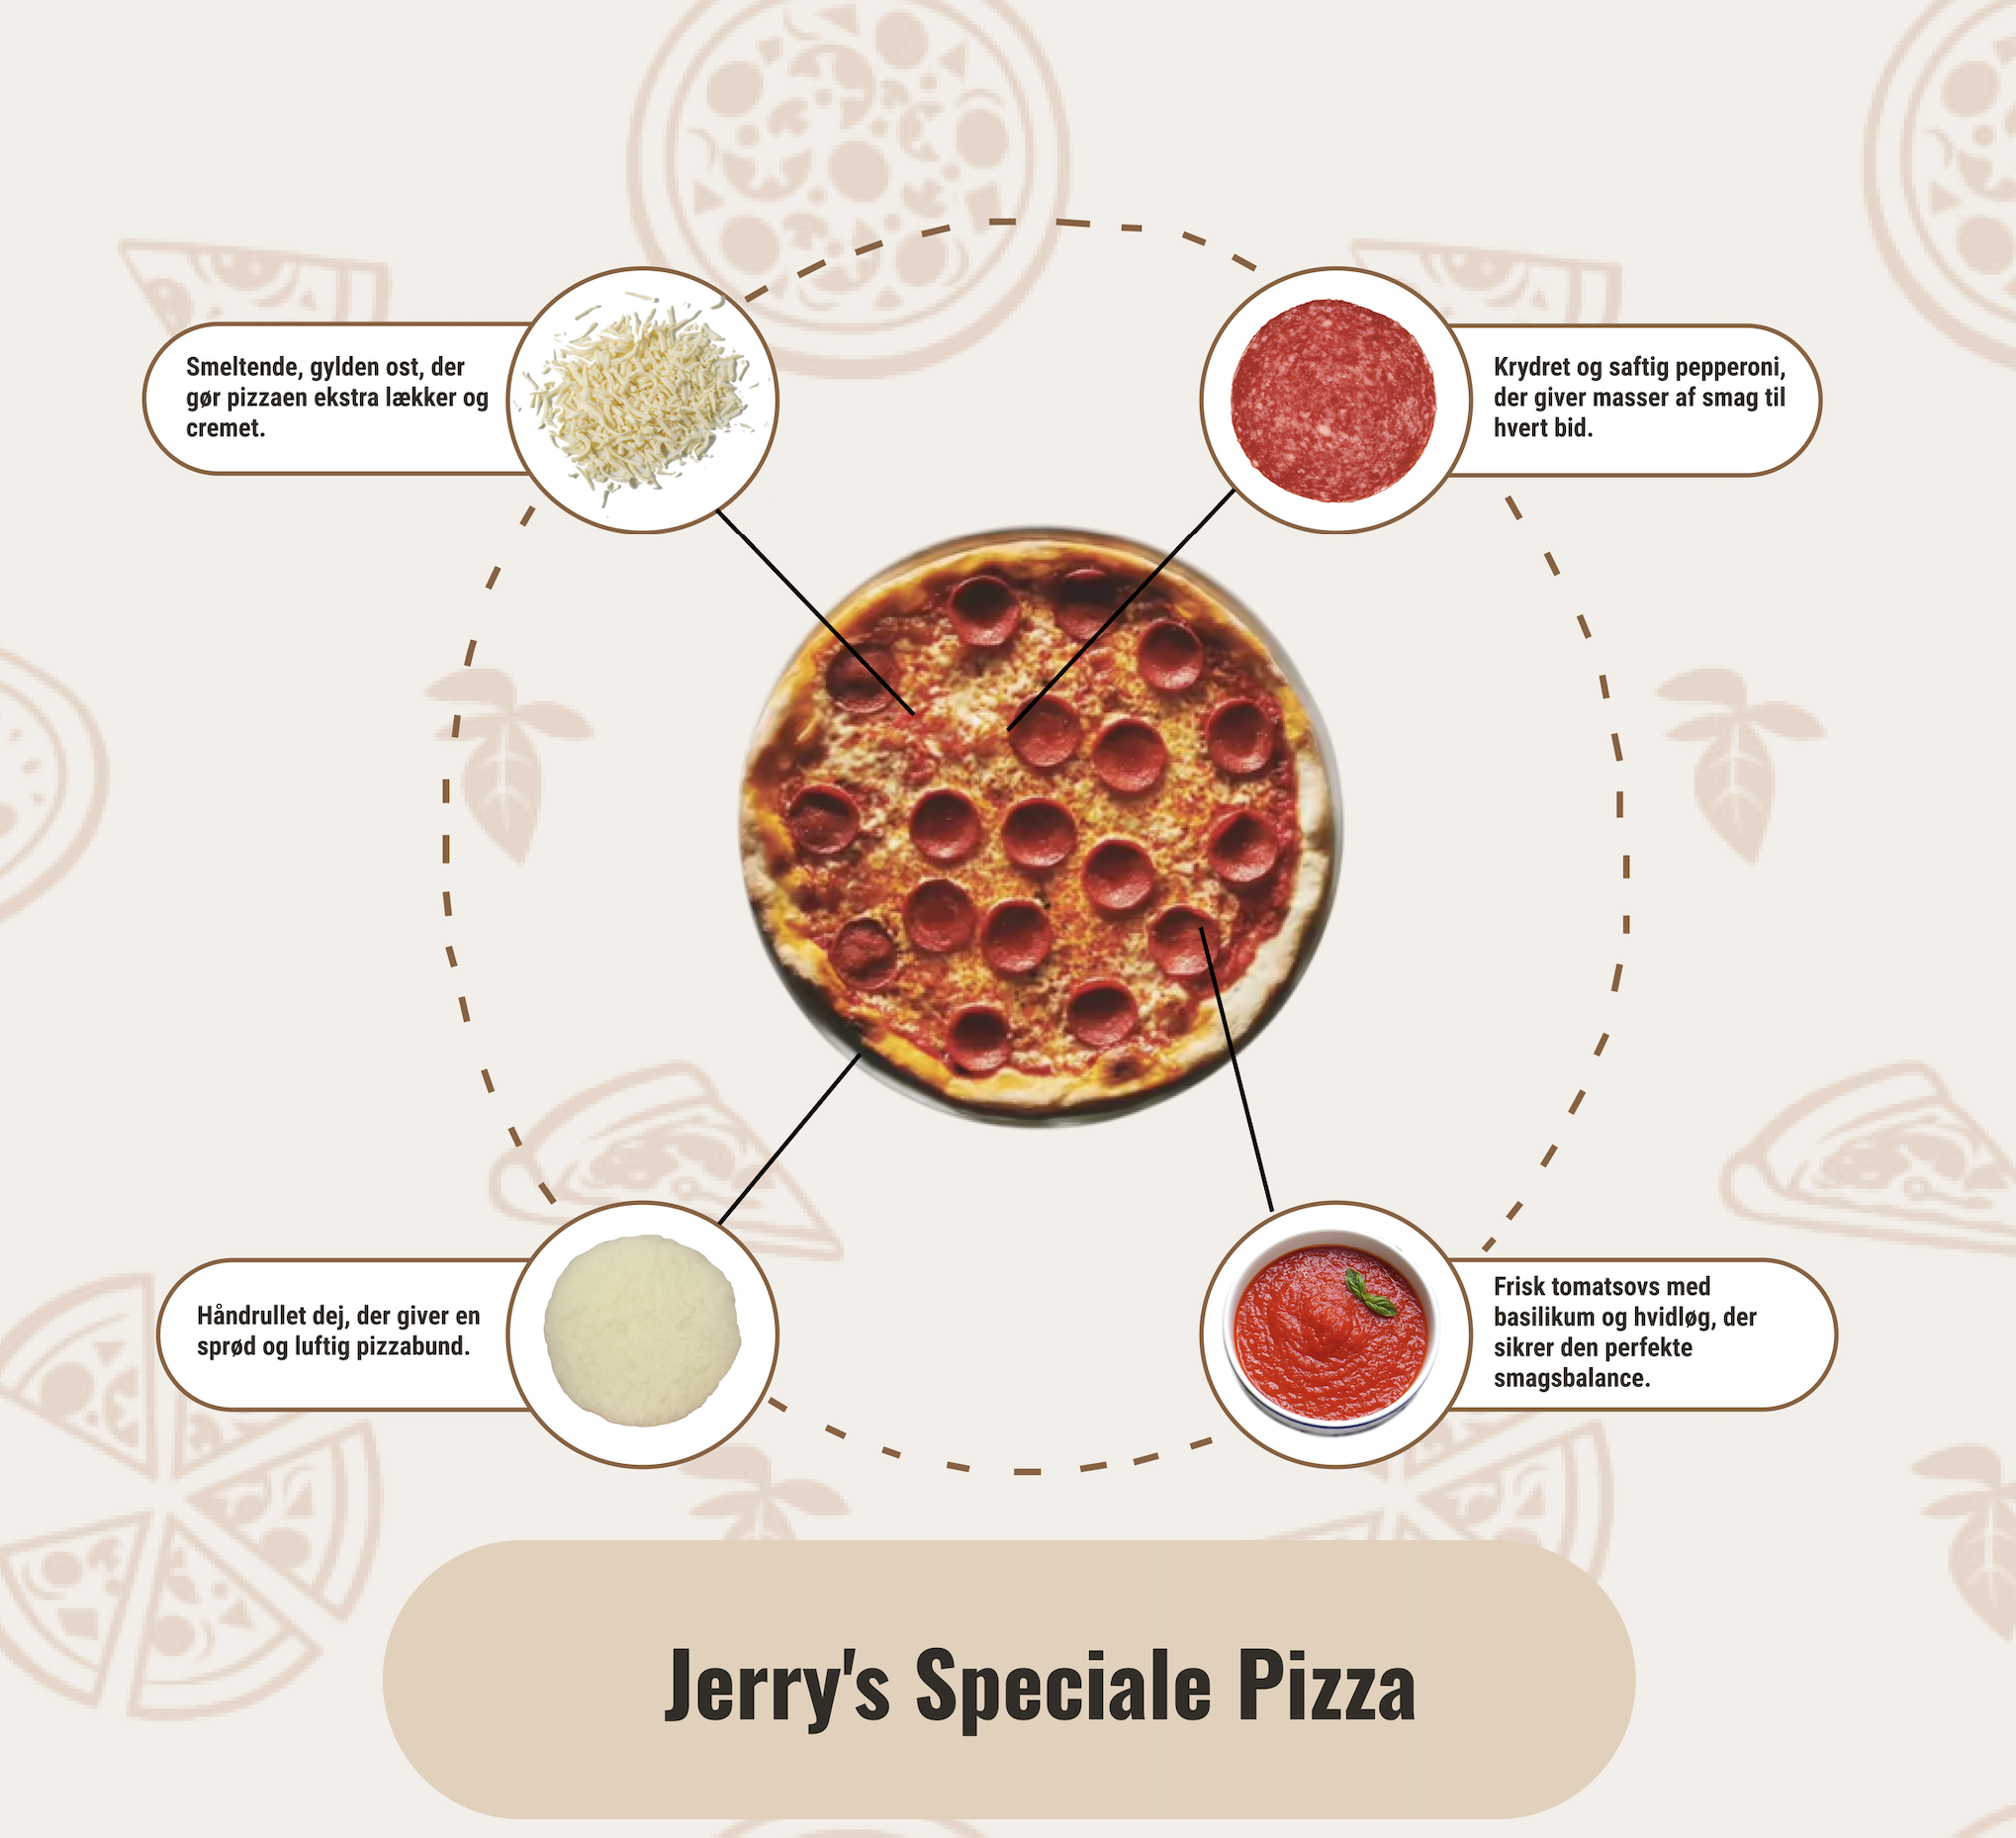 Smeltende, gylden ost, der
gør pizzaen ekstra lækker og
cremet.
Krydret og saftig pepperoni,
der giver masser af smag til
hvert bid.
Håndrullet dej, der giver en
sprød og luftig pizzabund.
Frisk tomatsovs med
basilikum og hvidløg, der
sikrer den perfekte
smagsbalance.
Jerry's Speciale Pizza